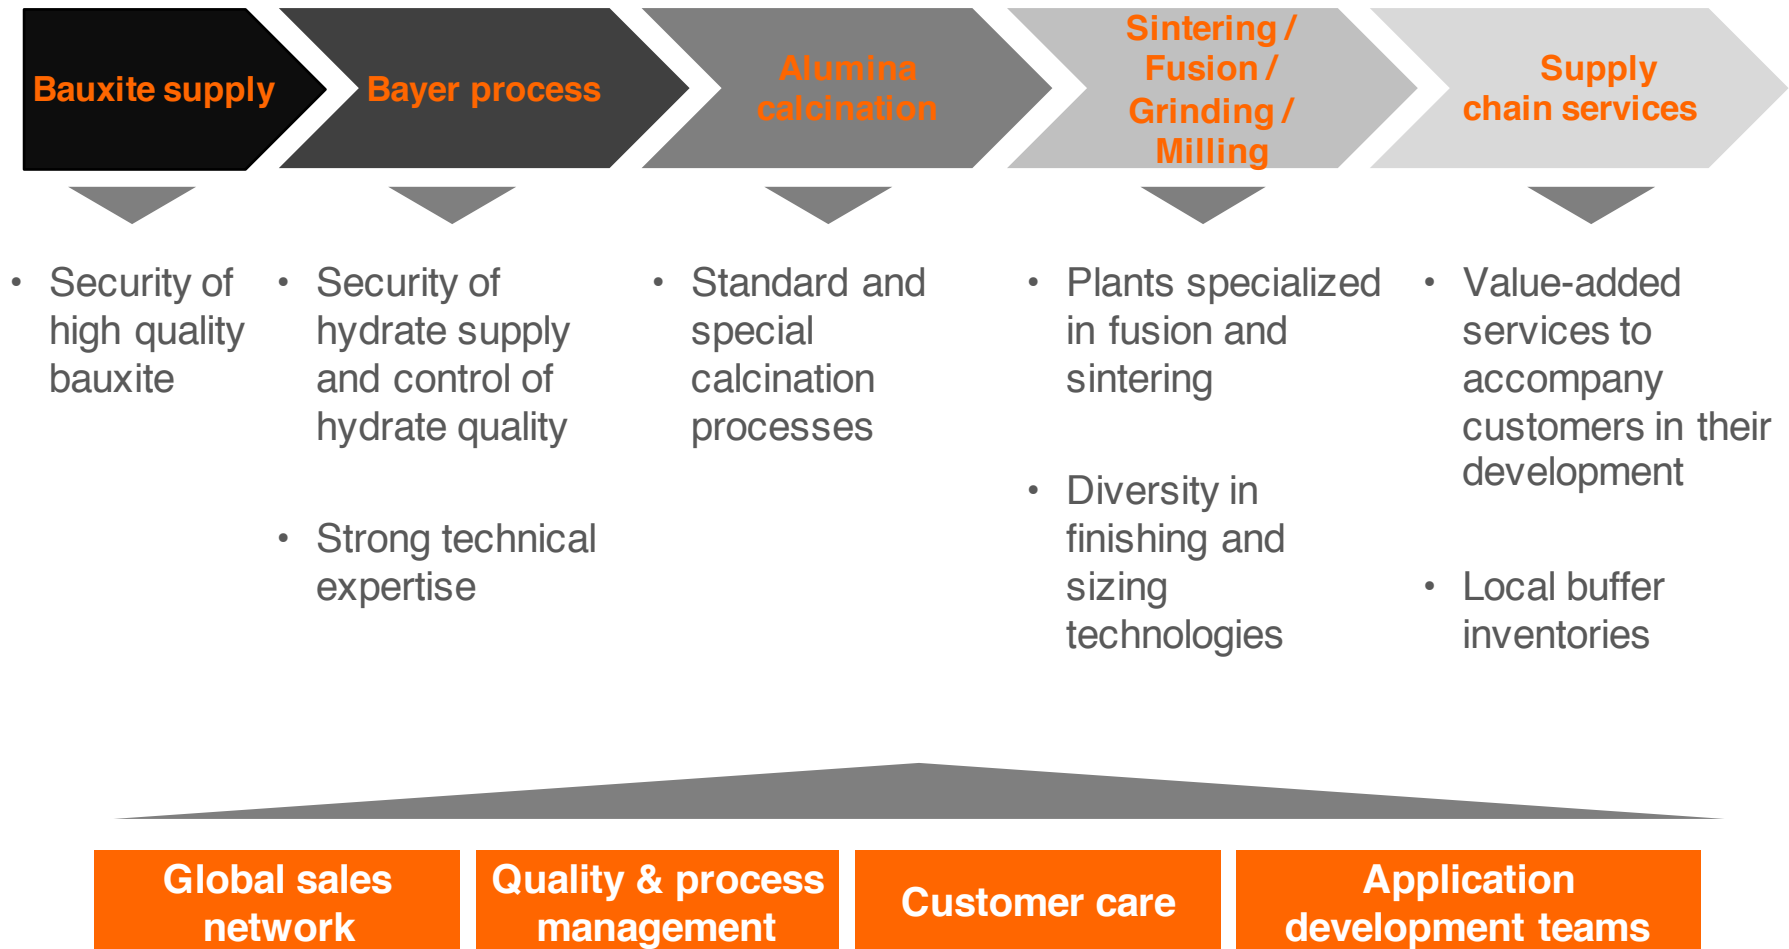 Bauxite supply
Bayer process
Alumina
calcination
Sintering /
Fusion /
Grinding /
Milling
Supply
chain services
• Security of
high quality
bauxite
• Security of
hydrate supply
and control of
hydrate quality
• Strong technical
expertise
• Standard and
special
calcination
processes
• Plants specialized
in fusion and
sintering
• Diversity in
finishing and
sizing
technologies
• Value-added
services to
accompany
customers in their
development
• Local buffer
inventories
Global sales
network
Quality & process
management
Customer care
Application
development teams